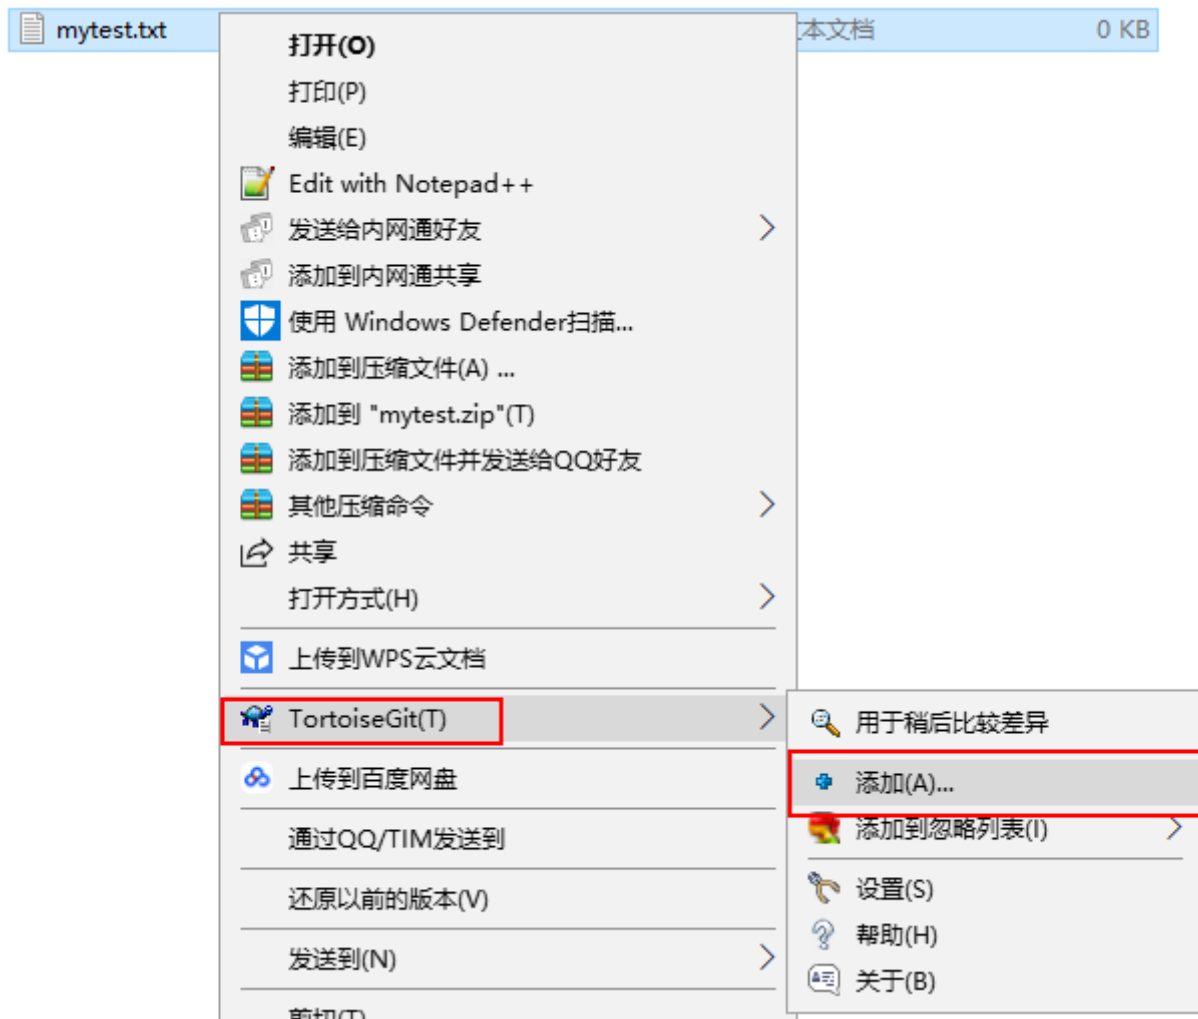 mytest.txt 文本文档 0 KB
打开(O)
打印(P)
编辑(E)
Edit with Notepad++
发送给内网通好友
添加到内网通共享
使用 Windows Defender扫描...
添加到压缩文件(A) ...
添加到 "mytest.zip"(T)
添加到压缩文件并发送给QQ好友
其他压缩命令
共享
打开方式(H)
上传到WPS云文档
TortoiseGit(T)
用于稍后比较差异
添加(A)...
添加到忽略列表(I)
设置(S)
帮助(H)
关于(B)
上传到百度网盘
通过QQ/TIM发送到
还原以前的版本(V)
发送到(N)
剪切(T)